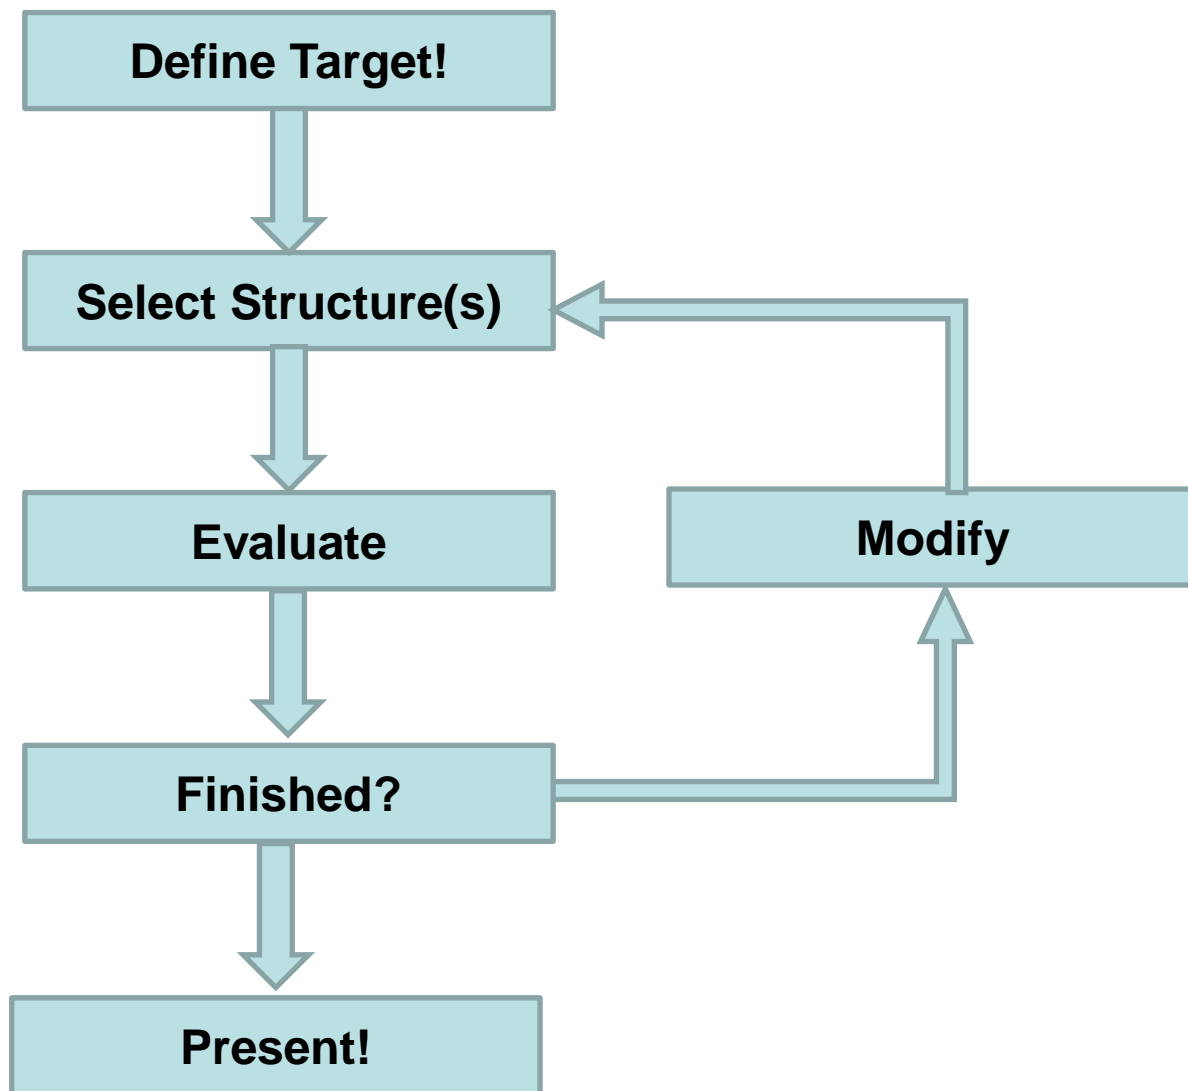 Define Target!
Select Structure(s)
Evaluate
Modify
Finished?
Present!